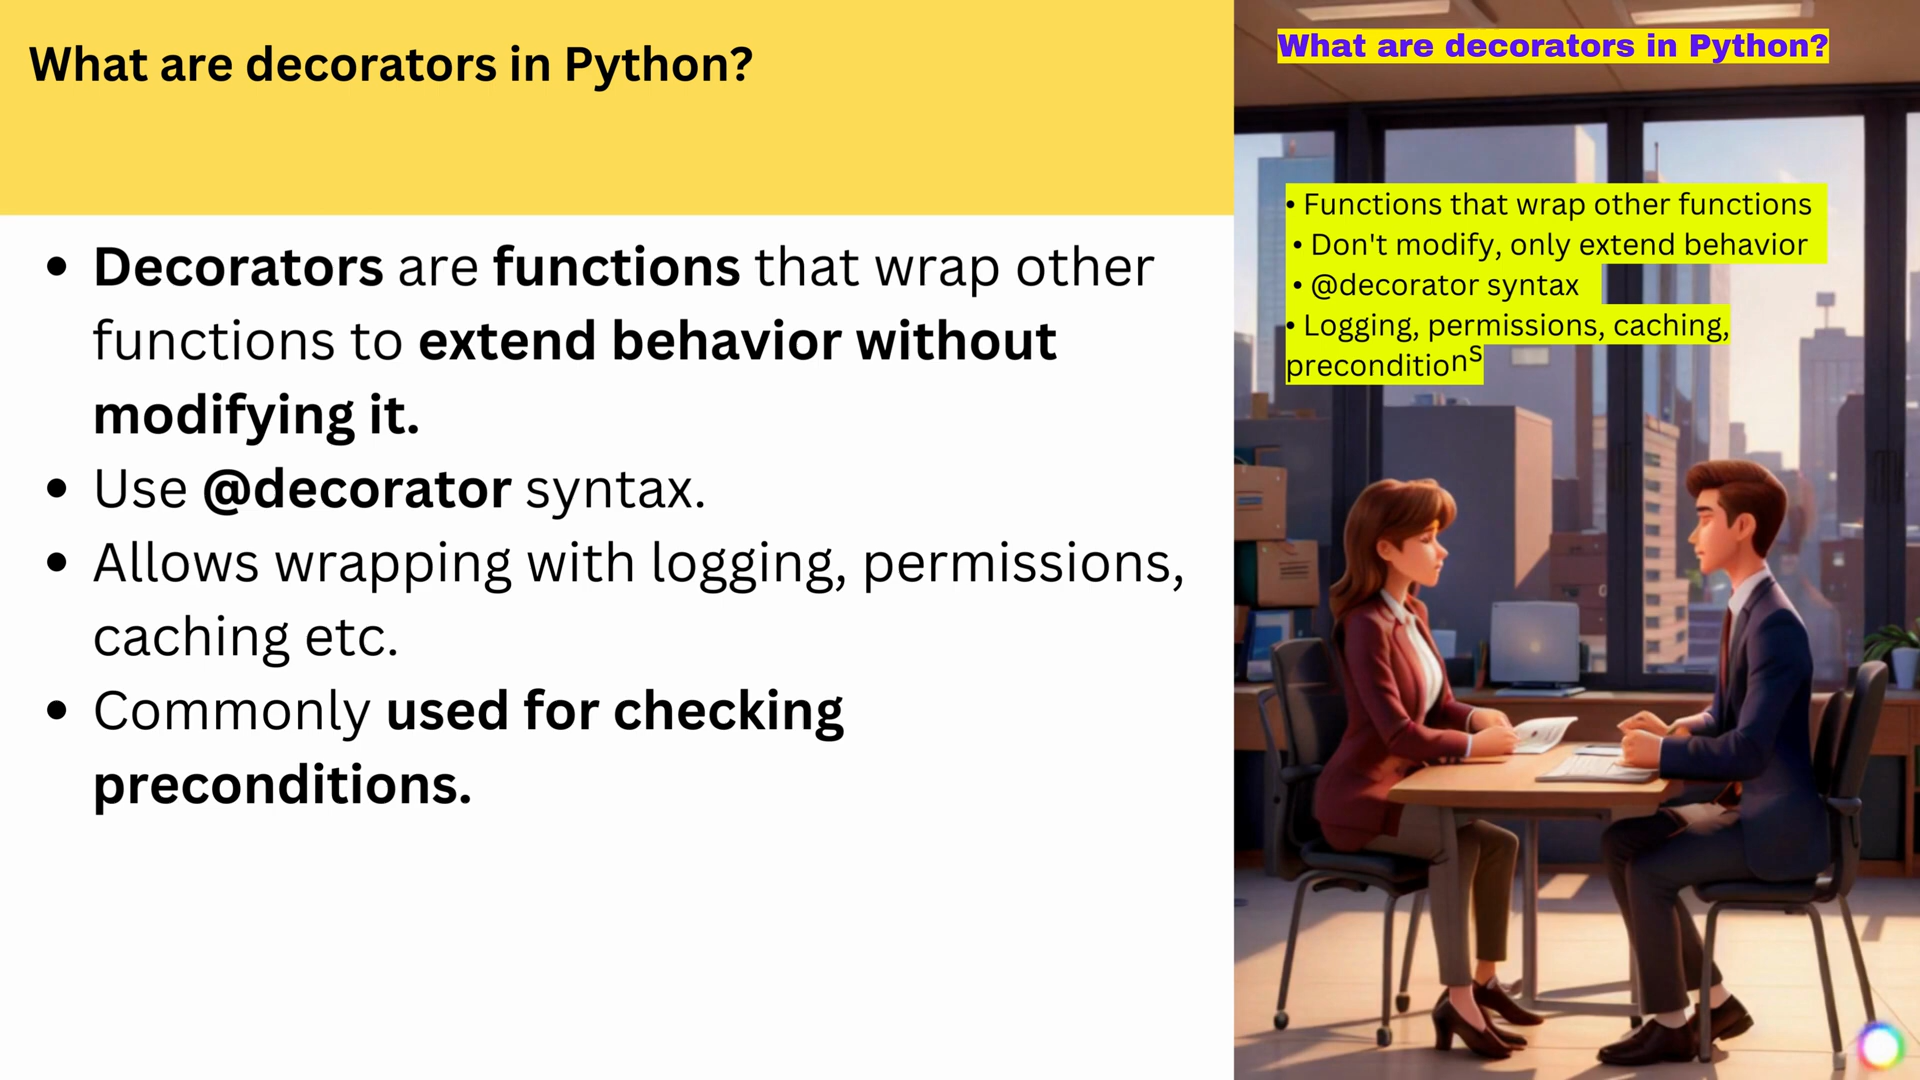 What are decorators in Python?
• Decorators are functions that wrap other
functions to extend behavior without
modifying it.
• Use @decorator syntax.
• Allows wrapping with logging, permissions,
caching etc.
• Commonly used for checking
preconditions.
What are decorators in Python?
• Functions that wrap other functions
• Don't modify, only extend behavior
• @decorator syntax
• Logging, permissions, caching,
preconditions